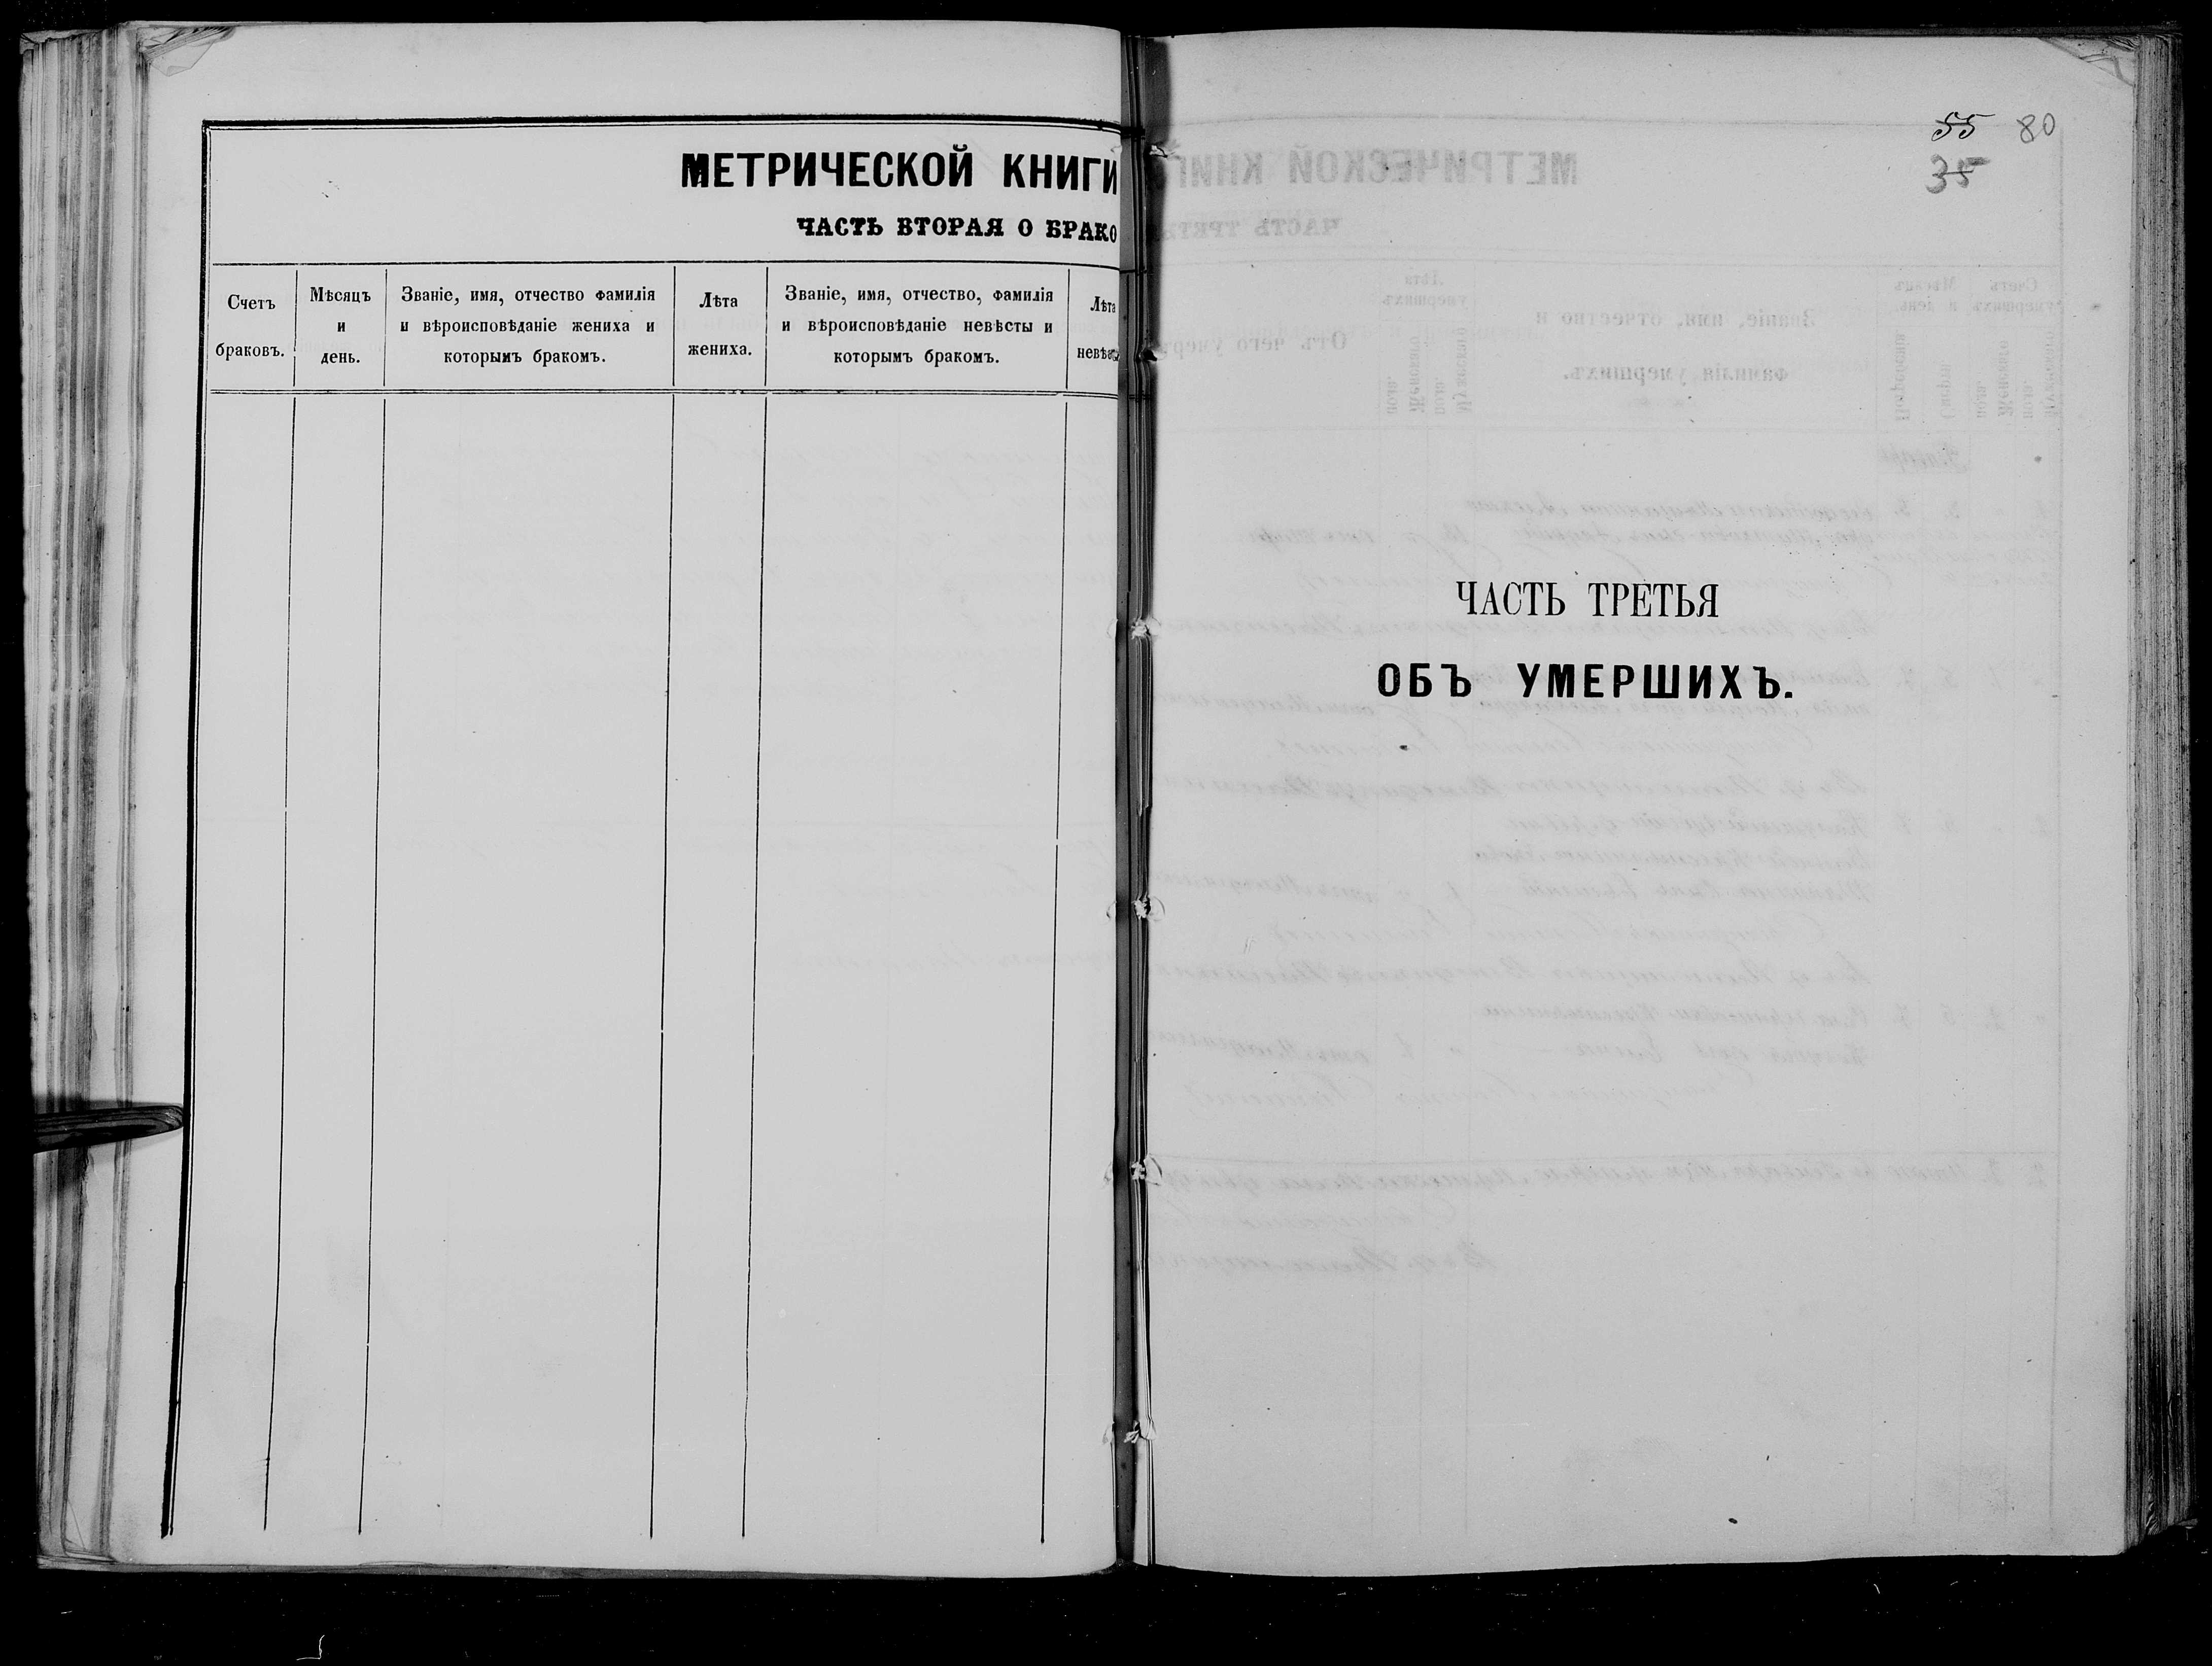 МЕТРИЧЕСКОЙ КНИГИ
ЧАСТЬ ВТОРАЯ О БРАКО
Счетъ браковъ.
Мѣсяцъ и день.
Званіе, имя, отчество фамилія и вѣроисповѣданіе жениха и которымъ бракомъ.
Лѣта жениха.
Званіе, имя, отчество, фамилія и вѣроисповѣданіе невѣсты и которымъ бракомъ.
Лѣта невѣс
55 80
35
ЧАСТЬ ТРЕТЬЯ
ОБЪ УМЕРШИХЪ.